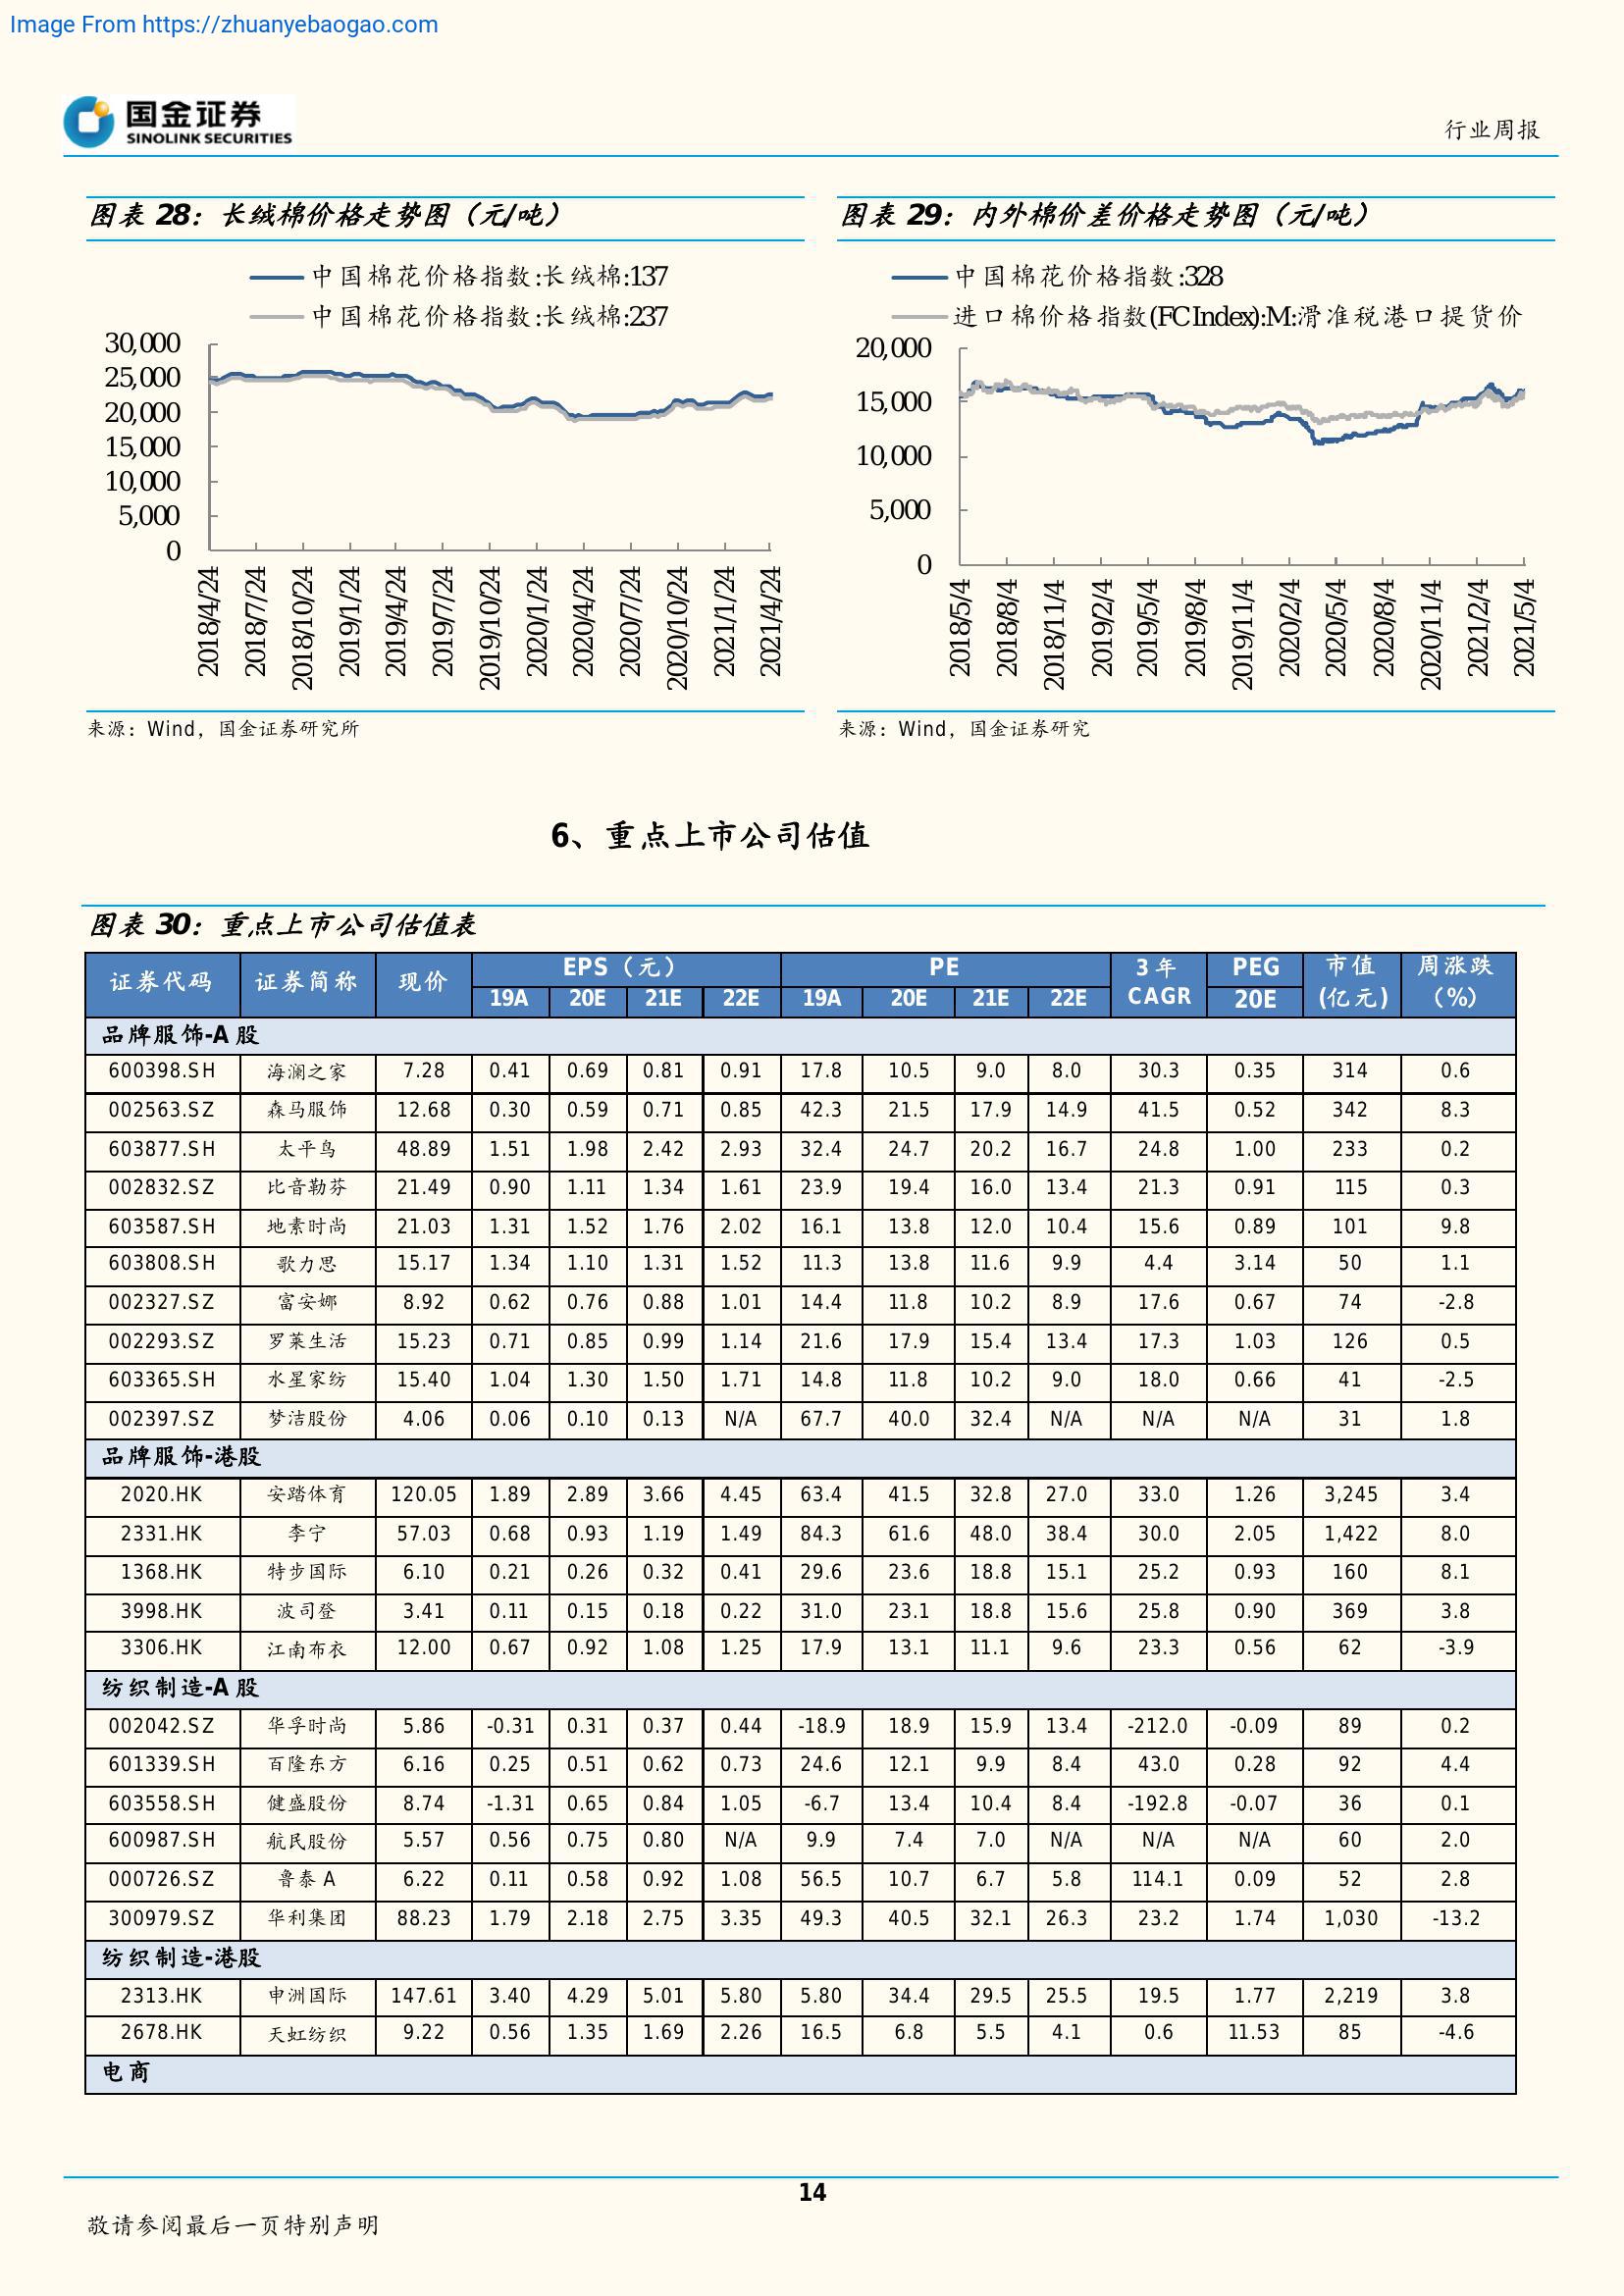 Image From https://zhuanyebaogao.com
国金证券
SINOLINK SECURITIES
行业周报
图表 28：长绒棉价格走势图（元/吨）
中国棉花价格指数:长绒棉:137
中国棉花价格指数:长绒棉:237
30,000
25,000
20,000
15,000
10,000
5,000
0
2018/4/24
2018/7/24
2018/10/24
2019/1/24
2019/4/24
2019/7/24
2019/10/24
2020/1/24
2020/4/24
2020/7/24
2020/10/24
2021/1/24
2021/4/24
来源：Wind，国金证券研究所
图表 29：内外棉价差价格走势图（元/吨）
中国棉花价格指数:328
进口棉价格指数(FCIndex):M:滑准税港口提货价
20,000
15,000
10,000
5,000
0
2018/5/4
2018/8/4
2018/11/4
2019/2/4
2019/5/4
2019/8/4
2019/11/4
2020/2/4
2020/5/4
2020/8/4
2020/11/4
2021/2/4
2021/5/4
来源：Wind，国金证券研究
6、重点上市公司估值
图表 30：重点上市公司估值表
证券代码 证券简称 现价 EPS（元） PE 3 年 CAGR PEG 市值(亿元) 周涨跌（%）
19A 20E 21E 22E 19A 20E 21E 22E 20E
品牌服饰-A 股
600398.SH 海澜之家 7.28 0.41 0.69 0.81 0.91 17.8 10.5 9.0 8.0 30.3 0.35 314 0.6
002563.SZ 森马服饰 12.68 0.30 0.59 0.71 0.85 42.3 21.5 17.9 14.9 41.5 0.52 342 8.3
603877.SH 太平鸟 48.89 1.51 1.98 2.42 2.93 32.4 24.7 20.2 16.7 24.8 1.00 233 0.2
002832.SZ 比音勒芬 21.49 0.90 1.11 1.34 1.61 23.9 19.4 16.0 13.4 21.3 0.91 115 0.3
603587.SH 地素时尚 21.03 1.31 1.52 1.76 2.02 16.1 13.8 12.0 10.4 15.6 0.89 101 9.8
603808.SH 歌力思 15.17 1.34 1.10 1.31 1.52 11.3 13.8 11.6 9.9 4.4 3.14 50 1.1
002327.SZ 富安娜 8.92 0.62 0.76 0.88 1.01 14.4 11.8 10.2 8.9 17.6 0.67 74 -2.8
002293.SZ 罗莱生活 15.23 0.71 0.85 0.99 1.14 21.6 17.9 15.4 13.4 17.3 1.03 126 0.5
603365.SH 水星家纺 15.40 1.04 1.30 1.50 1.71 14.8 11.8 10.2 9.0 18.0 0.66 41 -2.5
002397.SZ 梦洁股份 4.06 0.06 0.10 0.13 N/A 67.7 40.0 32.4 N/A N/A N/A 31 1.8
品牌服饰-港股
2020.HK 安踏体育 120.05 1.89 2.89 3.66 4.45 63.4 41.5 32.8 27.0 33.0 1.26 3,245 3.4
2331.HK 李宁 57.03 0.68 0.93 1.19 1.49 84.3 61.6 48.0 38.4 30.0 2.05 1,422 8.0
1368.HK 特步国际 6.10 0.21 0.26 0.32 0.41 29.6 23.6 18.8 15.1 25.2 0.93 160 8.1
3998.HK 波司登 3.41 0.11 0.15 0.18 0.22 31.0 23.1 18.8 15.6 25.8 0.90 369 3.8
3306.HK 江南布衣 12.00 0.67 0.92 1.08 1.25 17.9 13.1 11.1 9.6 23.3 0.56 62 -3.9
纺织制造-A 股
002042.SZ 华孚时尚 5.86 -0.31 0.31 0.37 0.44 -18.9 18.9 15.9 13.4 -212.0 -0.09 89 0.2
601339.SH 百隆东方 6.16 0.25 0.51 0.62 0.73 24.6 12.1 9.9 8.4 43.0 0.28 92 4.4
603558.SH 健盛股份 8.74 -1.31 0.65 0.84 1.05 -6.7 13.4 10.4 8.4 -192.8 -0.07 36 0.1
600987.SH 航民股份 5.57 0.56 0.75 0.80 N/A 9.9 7.4 7.0 N/A N/A N/A 60 2.0
000726.SZ 鲁泰 A 6.22 0.11 0.58 0.92 1.08 56.5 10.7 6.7 5.8 114.1 0.09 52 2.8
300979.SZ 华利集团 88.23 1.79 2.18 2.75 3.35 49.3 40.5 32.1 26.3 23.2 1.74 1,030 -13.2
纺织制造-港股
2313.HK 申洲国际 147.61 3.40 4.29 5.01 5.80 5.80 34.4 29.5 25.5 19.5 1.77 2,219 3.8
2678.HK 天虹纺织 9.22 0.56 1.35 1.69 2.26 16.5 6.8 5.5 4.1 0.6 11.53 85 -4.6
电商
14
敬请参阅最后一页特别声明